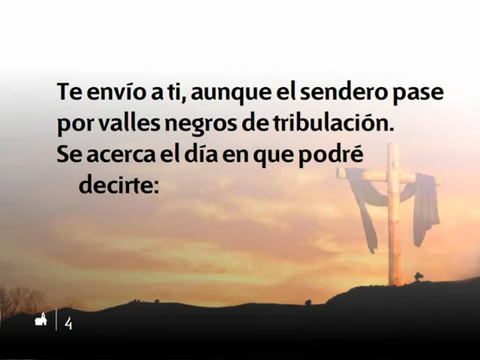 Te envío a ti, aunque el sendero pase
por valles negros de tribulación.
Se acerca el día en que podré
decirte:
4